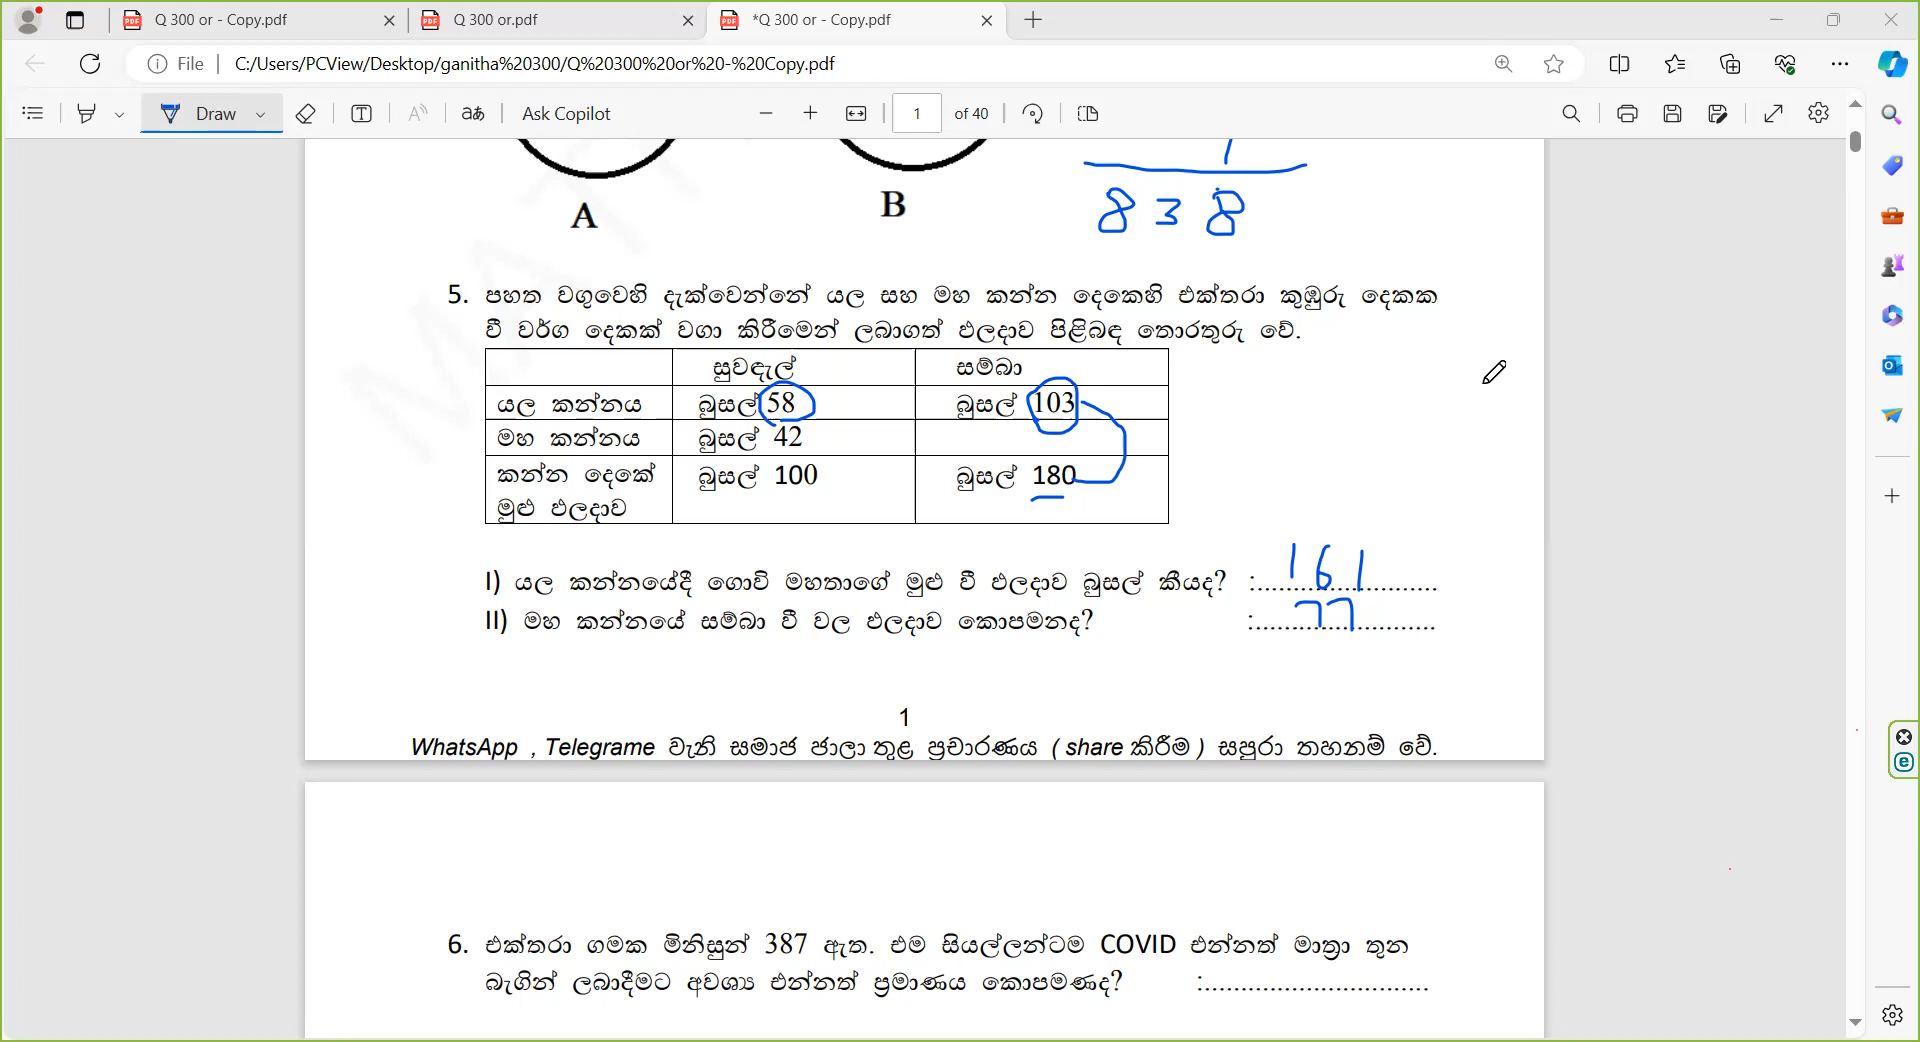 Q 300 or - Copy.pdf
Q 300 or.pdf
*Q 300 or - Copy.pdf
File
C:/Users/PCView/Desktop/ganitha%20300/Q%20300%20or%20-%20Copy.pdf
Draw
aあ
Ask Copilot
1 of 40
A
B
8 3 8
5. පහත වගුවෙහි දැක්වෙන්නේ යල සහ මහ කන්න දෙකෙහි එක්තරා කුඹුරු දෙකක
වී වර්ග දෙකක් වගා කිරීමෙන් ලබාගත් ඵලදාව පිළිබඳ තොරතුරු වේ.
සුවඳැල් සම්බා
යල කන්නය බුසල් 58 බුසල් 103
මහ කන්නය බුසල් 42
කන්න දෙකේ බුසල් 100 බුසල් 180
මුළු ඵලදාව
I) යල කන්නයේදී ගොවි මහතාගේ මුළු වී ඵලදාව බුසල් කීයද? :.......................... 161
II) මහ කන්නයේ සම්බා වී වල ඵලදාව කොපමනද? :.......................... 77
1
WhatsApp , Telegrame වැනි සමාජ ජාලා තුළ ප්‍රචාරණය ( share කිරීම ) සපුරා තහනම් වේ.
6. එක්තරා ගමක මිනිසුන් 387 ඇත. එම සියල්ලන්ටම COVID එන්නත් මාත්‍රා තුන
බැගින් ලබාදීමට අවශ්‍ය එන්නත් ප්‍රමාණය කොපමණද? :...............................